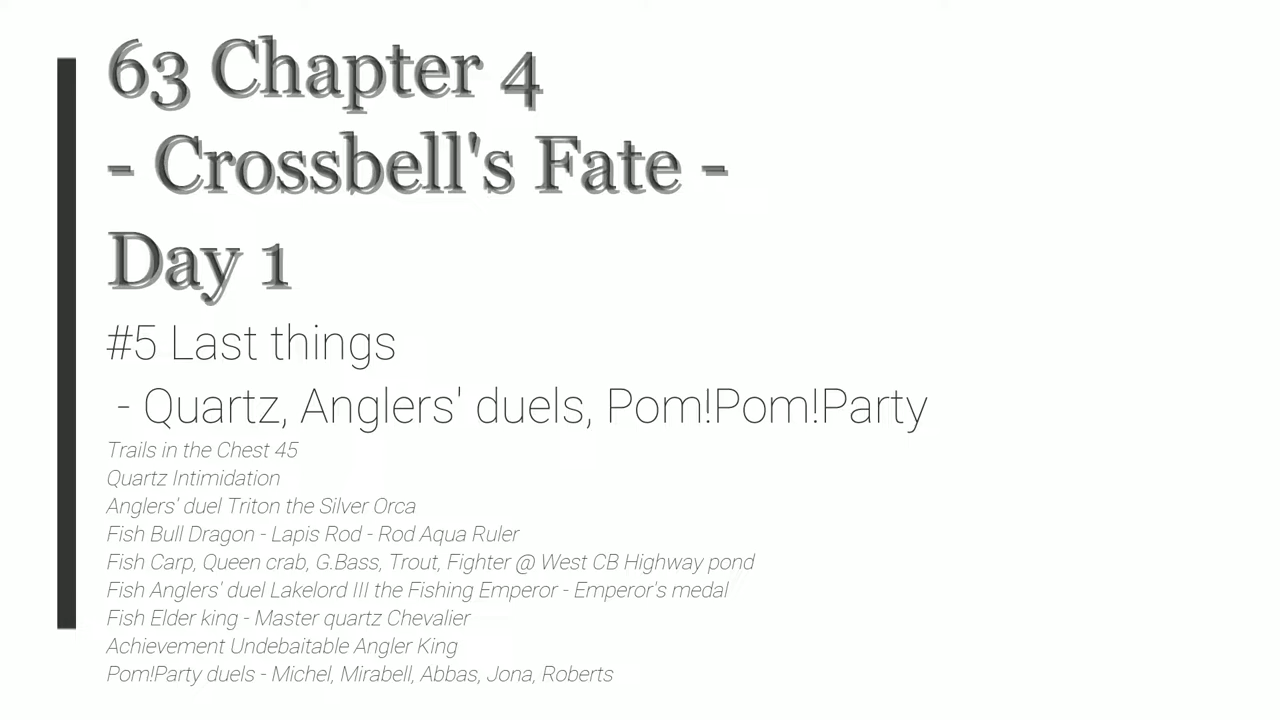 63 Chapter 4
- Crossbell's Fate -
Day 1
#5 Last things
- Quartz, Anglers' duels, Pom!Pom!Party
Trails in the Chest 45
Quartz Intimidation
Anglers' duel Triton the Silver Orca
Fish Bull Dragon - Lapis Rod - Rod Aqua Ruler
Fish Carp, Queen crab, G.Bass, Trout, Fighter @ West CB Highway pond
Fish Anglers' duel Lakelord III the Fishing Emperor - Emperor's medal
Fish Elder king - Master quartz Chevalier
Achievement Undebaitable Angler King
Pom!Party duels - Michel, Mirabell, Abbas, Jona, Roberts